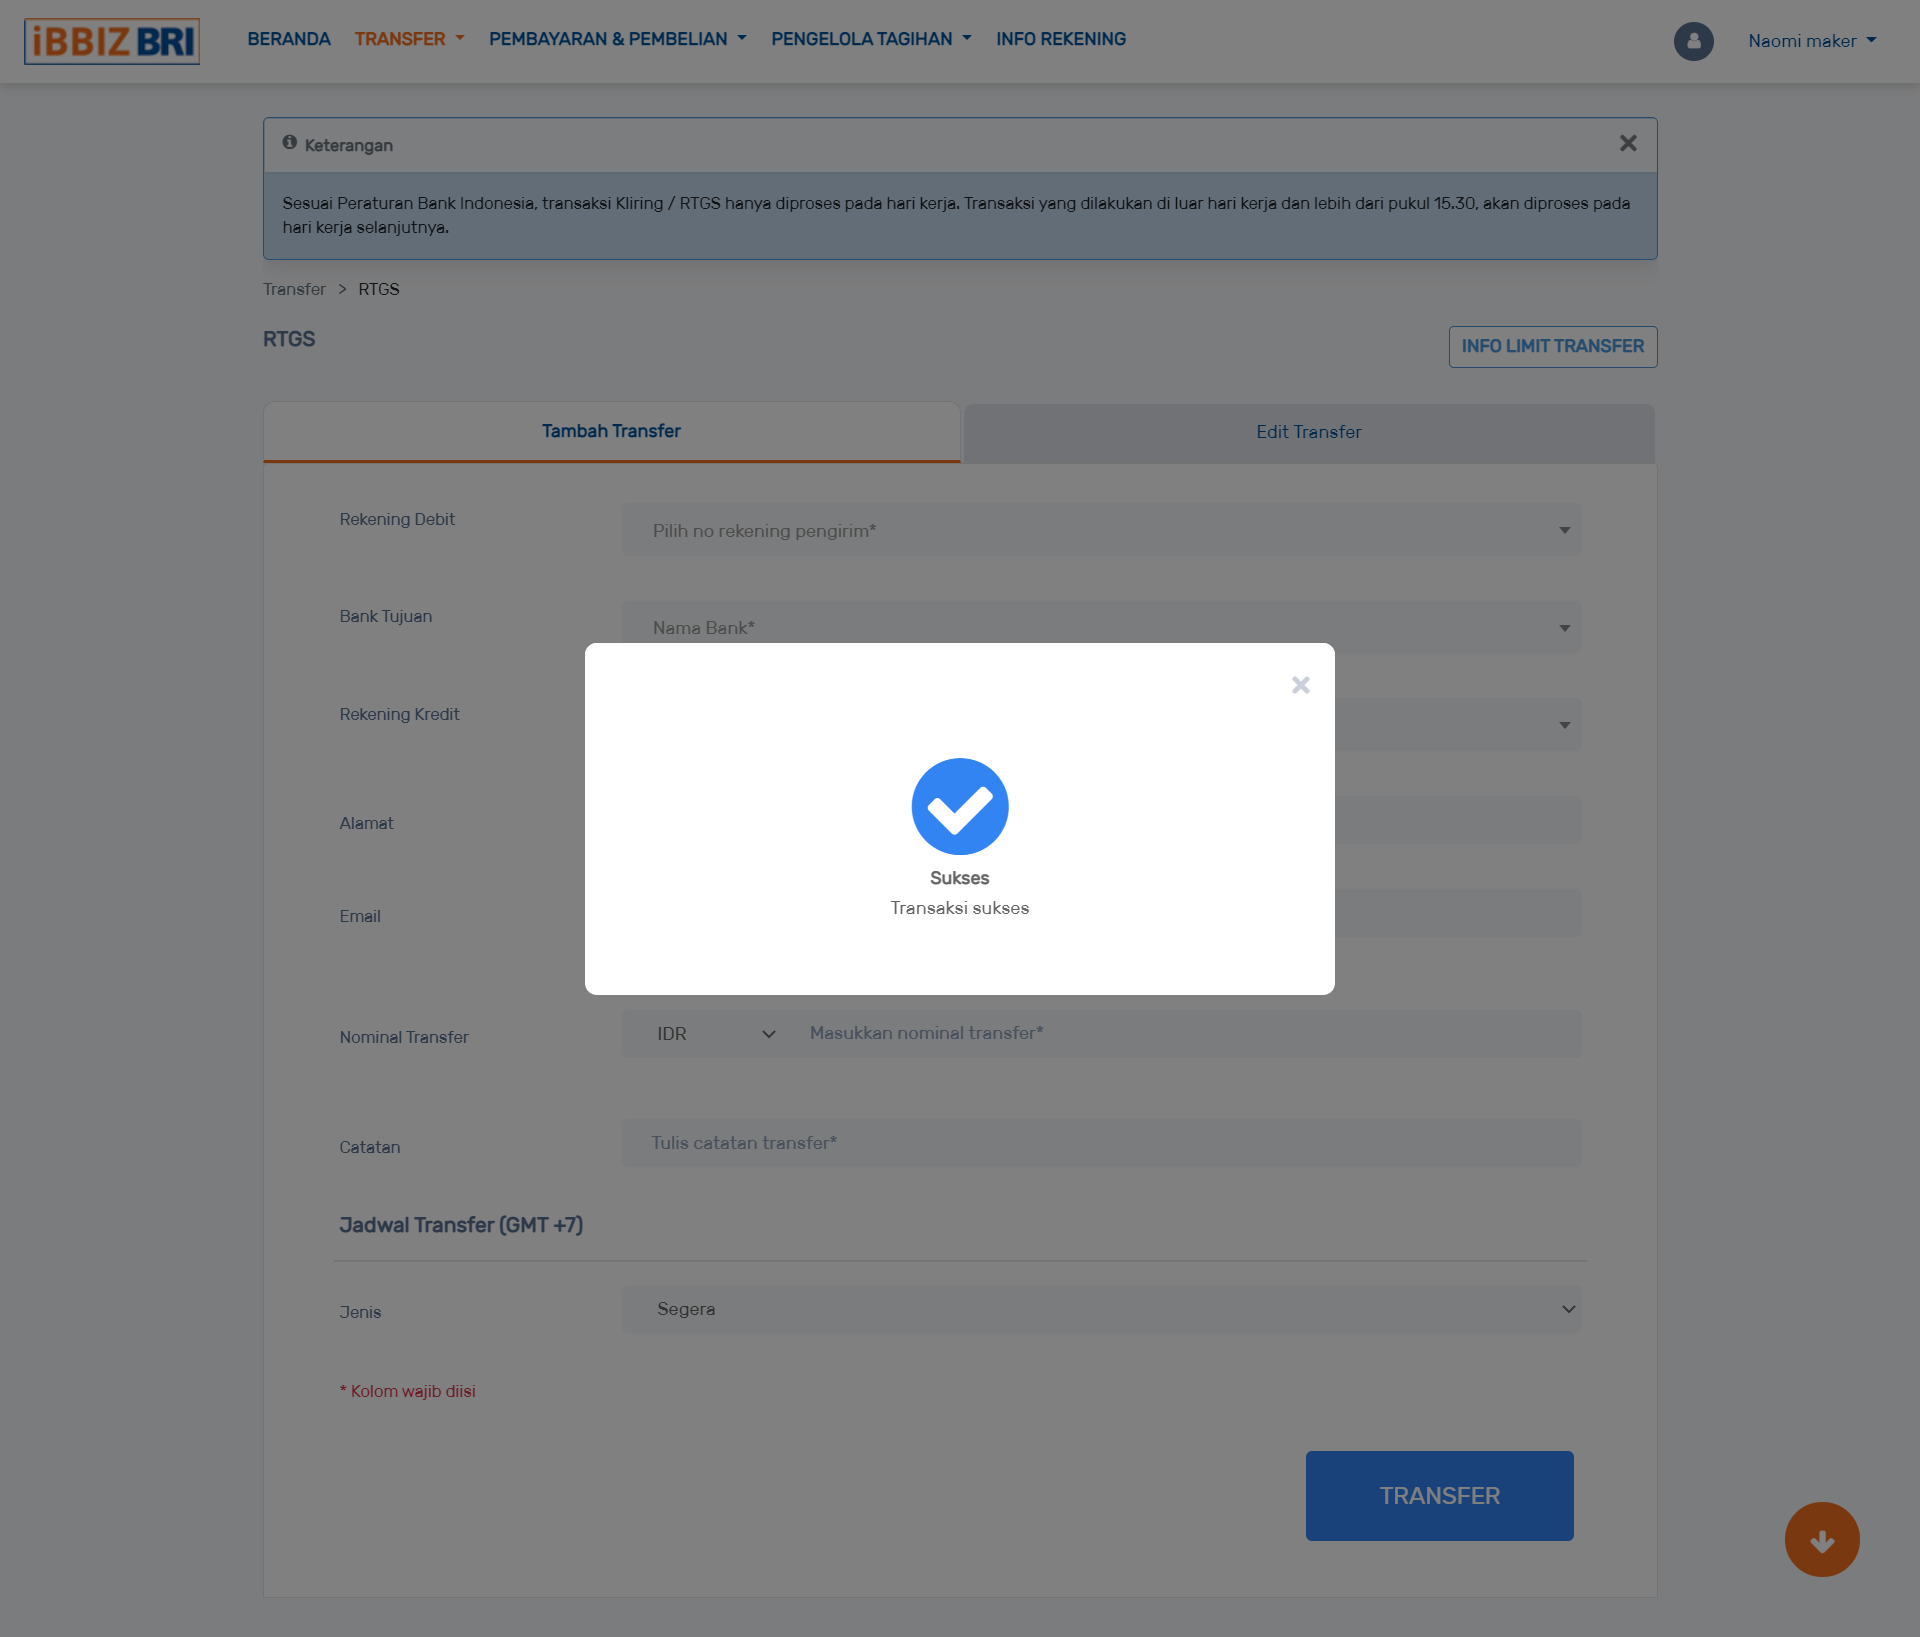 iBBIZ BRI
BERANDA TRANSFER PEMBAYARAN & PEMBELIAN PENGELOLA TAGIHAN INFO REKENING
Naomi maker
Keterangan
Sesuai Peraturan Bank Indonesia, transaksi Kliring / RTGS hanya diproses pada hari kerja. Transaksi yang dilakukan di luar hari kerja dan lebih dari pukul 15.30, akan diproses pada
hari kerja selanjutnya.
Transfer > RTGS
RTGS
INFO LIMIT TRANSFER
Tambah Transfer
Edit Transfer
Rekening Debit
Pilih no rekening pengirim*
Bank Tujuan
Nama Bank*
Rekening Kredit
Alamat
Email
Sukses
Transaksi sukses
Nominal Transfer
IDR
Masukkan nominal transfer*
Catatan
Tulis catatan transfer*
Jadwal Transfer (GMT +7)
Jenis
Segera
* Kolom wajib diisi
TRANSFER